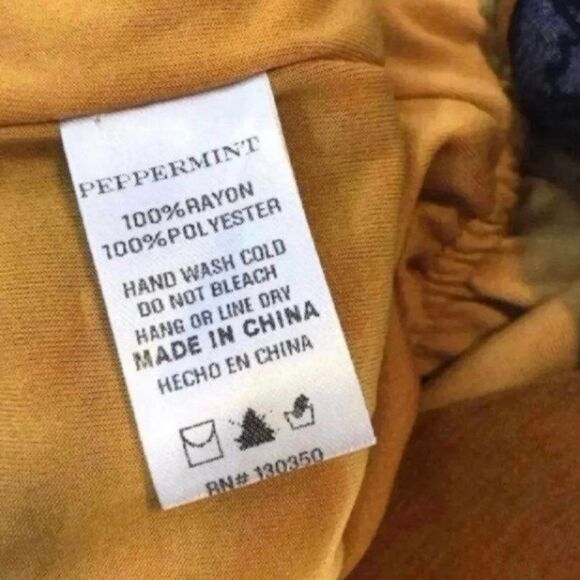 PEPPERMINT
100%RAYON
100%POLYESTER
HAND WASH COLD
DO NOT BLEACH
HANG OR LINE DRY
MADE IN CHINA
HECHO EN CHINA
RN# 130350